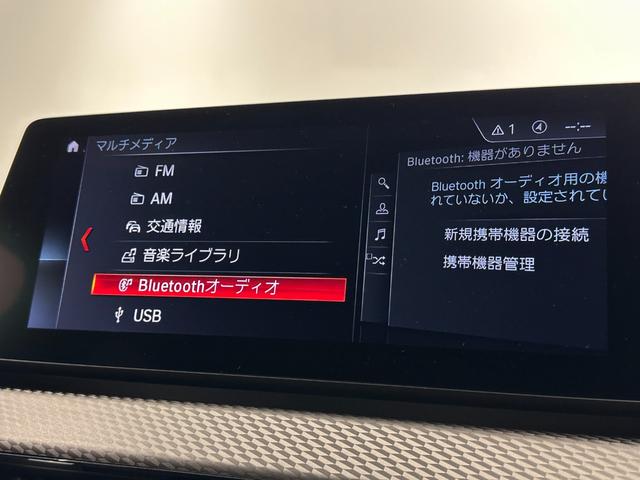 マルチメディア
FM
AM
交通情報
音楽ライブラリ
Bluetoothオーディオ
USB
1
--:--
Bluetooth: 機器がありません
Bluetooth オーディオ用の機
れていないか、設定されてい
新規携帯機器の接続
携帯機器管理